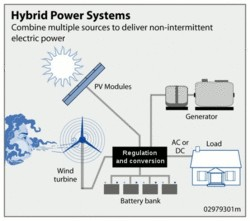 Hybrid Power Systems
Combine multiple sources to deliver non-intermittent
electric power
PV Modules
Generator
Regulation
and conversion
AC or
DC
Load
Wind
turbine
Battery bank
02979301m